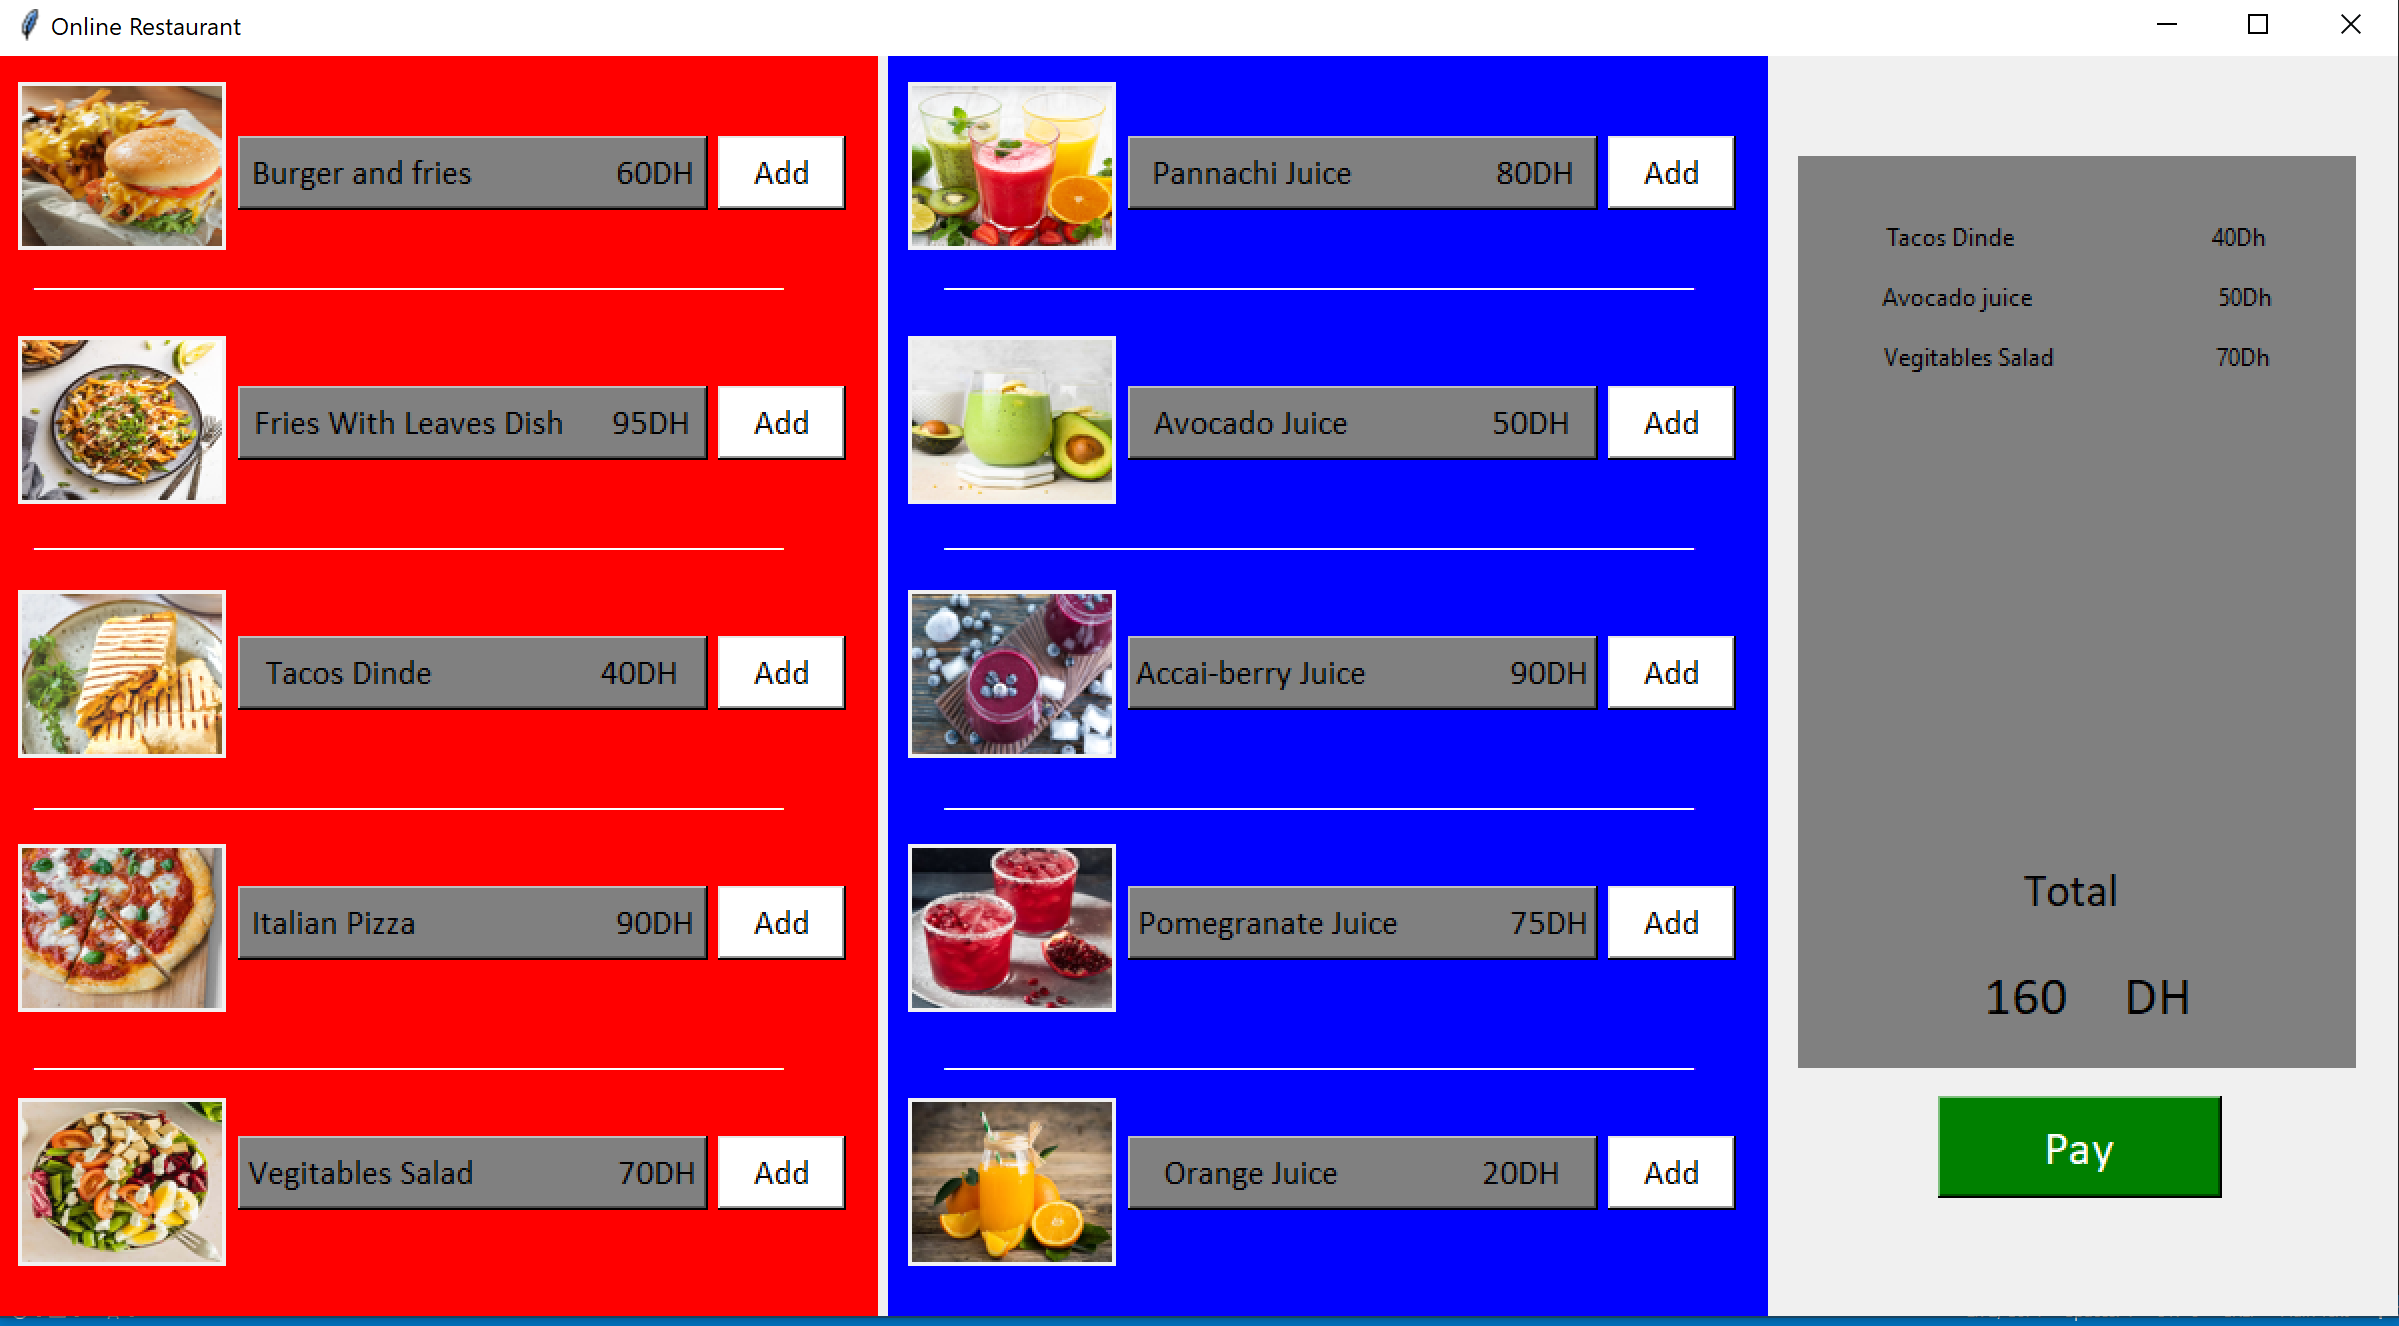 Online Restaurant
Burger and fries 60DH Add
Fries With Leaves Dish 95DH Add
Tacos Dinde 40DH Add
Italian Pizza 90DH Add
Vegitables Salad 70DH Add
Pannachi Juice 80DH Add
Avocado Juice 50DH Add
Accai-berry Juice 90DH Add
Pomegranate Juice 75DH Add
Orange Juice 20DH Add
Tacos Dinde 40Dh
Avocado juice 50Dh
Vegitables Salad 70Dh
Total
160 DH
Pay